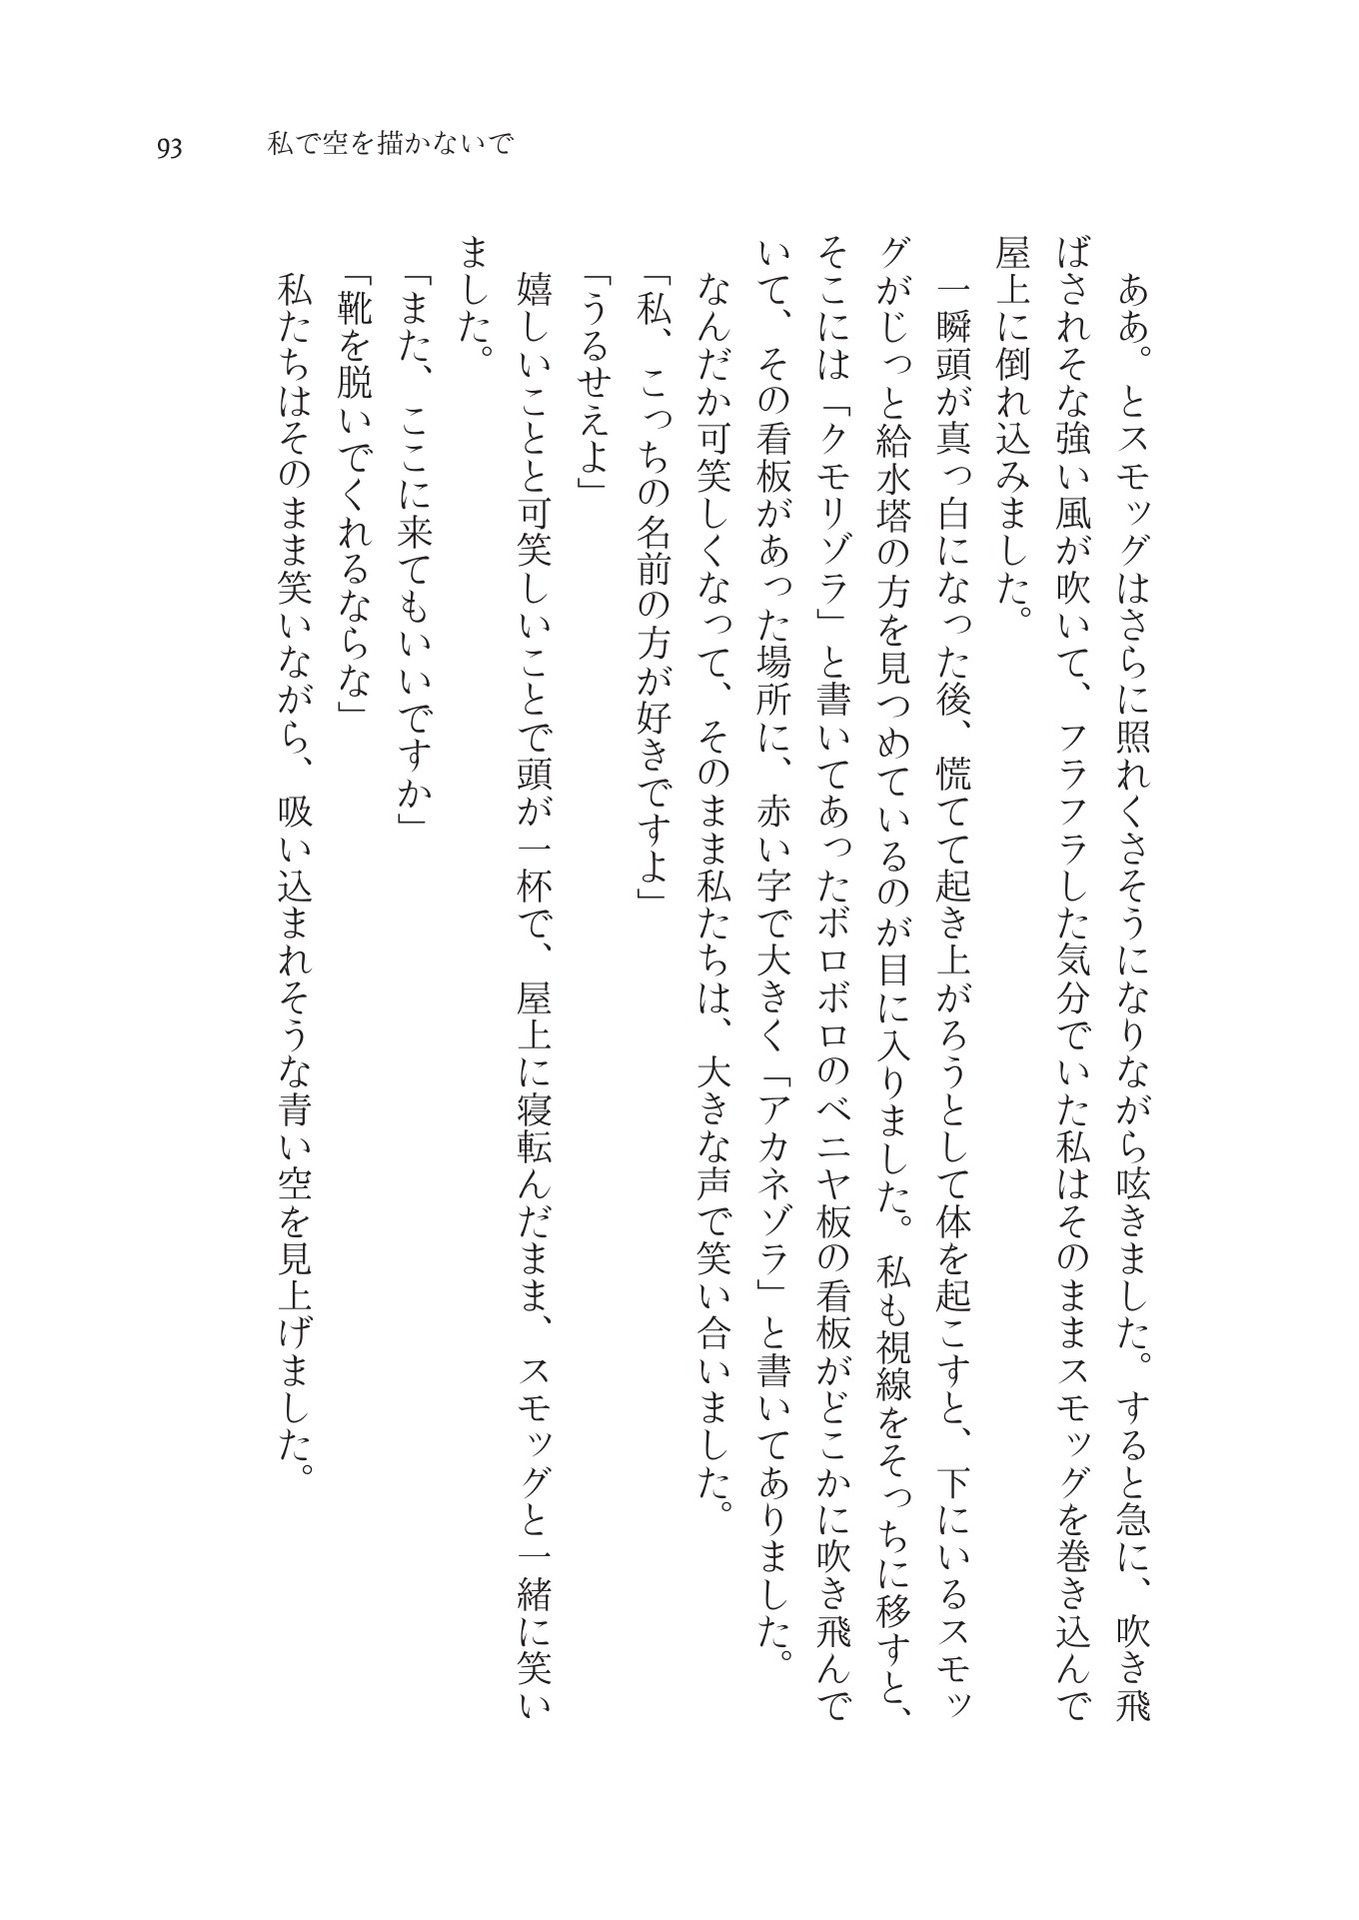 93
私で空を描かないで
ああ。とスモッグはさらに照れくさそうになりながら呟きました。すると急に、吹き飛
ばされそな強い風が吹いて、フラフラした気分でいた私はそのままスモッグを巻き込んで
屋上に倒れ込みました。
一瞬頭が真っ白になった後、慌てて起き上がろうとして体を起こすと、下にいるスモッ
グがじっと給水塔の方を見つめているのが目に入りました。私も視線をそっちに移すと、
そこには「クモリゾラ」と書いてあったボロボロのベニヤ板の看板がどこかに吹き飛んで
いて、その看板があった場所に、赤い字で大きく「アカネゾラ」と書いてありました。
なんだか可笑しくなって、そのまま私たちは、大きな声で笑い合いました。
「私、こっちの名前の方が好きですよ」
「うるせえよ」
嬉しいことと可笑しいことで頭が一杯で、屋上に寝転んだまま、スモッグと一緒に笑い
ました。
「また、ここに来てもいいですか」
「靴を脱いでくれるならな」
私たちはそのまま笑いながら、吸い込まれそうな青い空を見上げました。